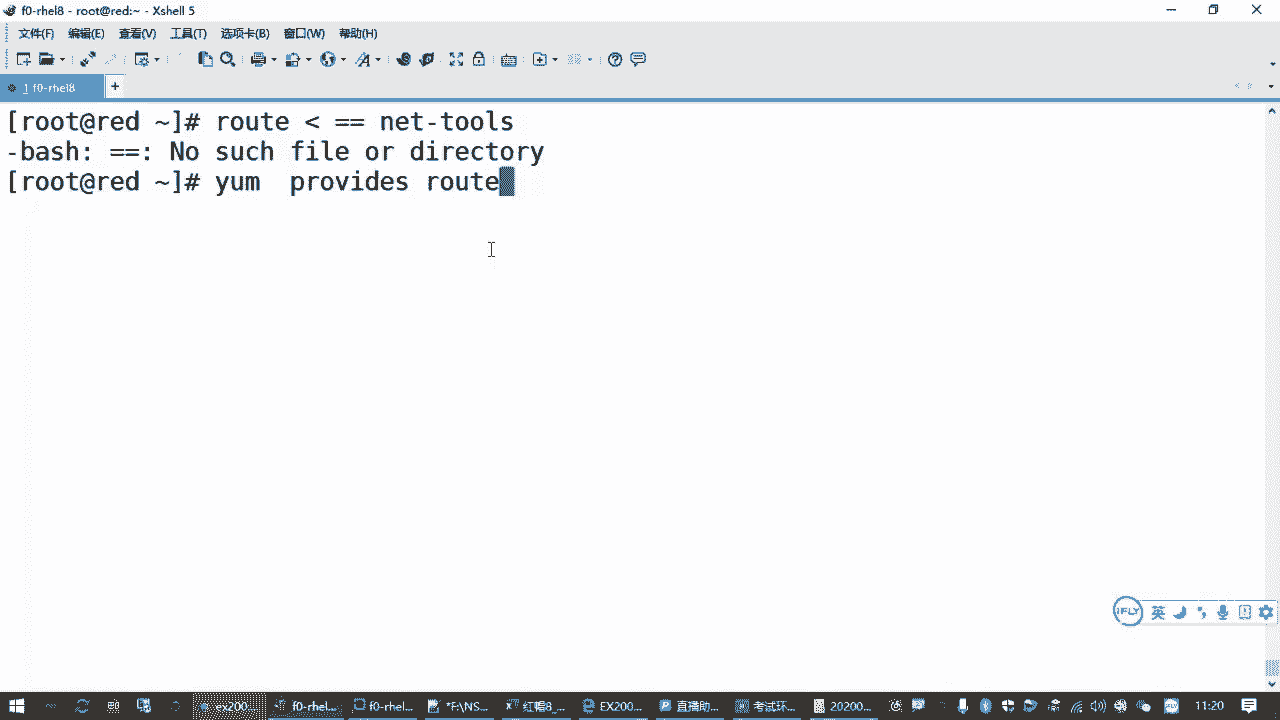 f0-rhel8 - root@red:~ - Xshell 5
文件(F) 编辑(E) 查看(V) 工具(T) 选项卡(B) 窗口(W) 帮助(H)
1 f0-rhel8
[root@red ~]# route < == net-tools
-bash: ==: No such file or directory
[root@red ~]# yum  provides route
iFLY 英
ex200... f0-rhel... f0-rhel... *F:\NS... 红帽8_... EX200... 直播助... 考试环... 20200... 11:20